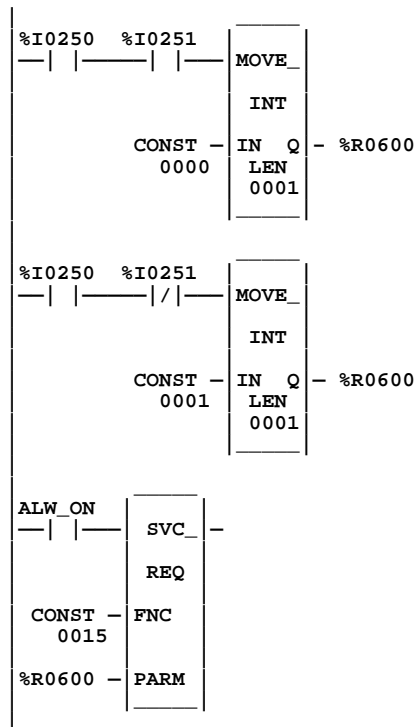 %I0250 %I0251
MOVE_
INT
CONST IN Q %R0600
0000 LEN
0001
%I0250 %I0251
MOVE_
INT
CONST IN Q %R0600
0001 LEN
0001
ALW_ON
SVC_
REQ
CONST FNC
0015
%R0600 PARM